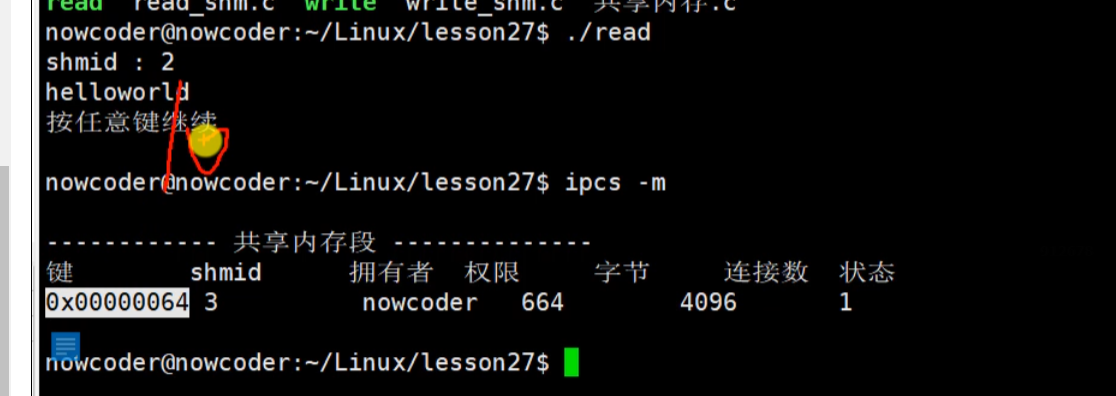 read read_shm.c write write_shm.c 共享内存.c
nowcoder@nowcoder:~/Linux/lesson27$ ./read
shmid : 2
helloworld
按任意键继续
nowcoder@nowcoder:~/Linux/lesson27$ ipcs -m
------------ 共享内存段 --------------
键 shmid 拥有者 权限 字节 连接数 状态
0x00000064 3 nowcoder 664 4096 1
nowcoder@nowcoder:~/Linux/lesson27$